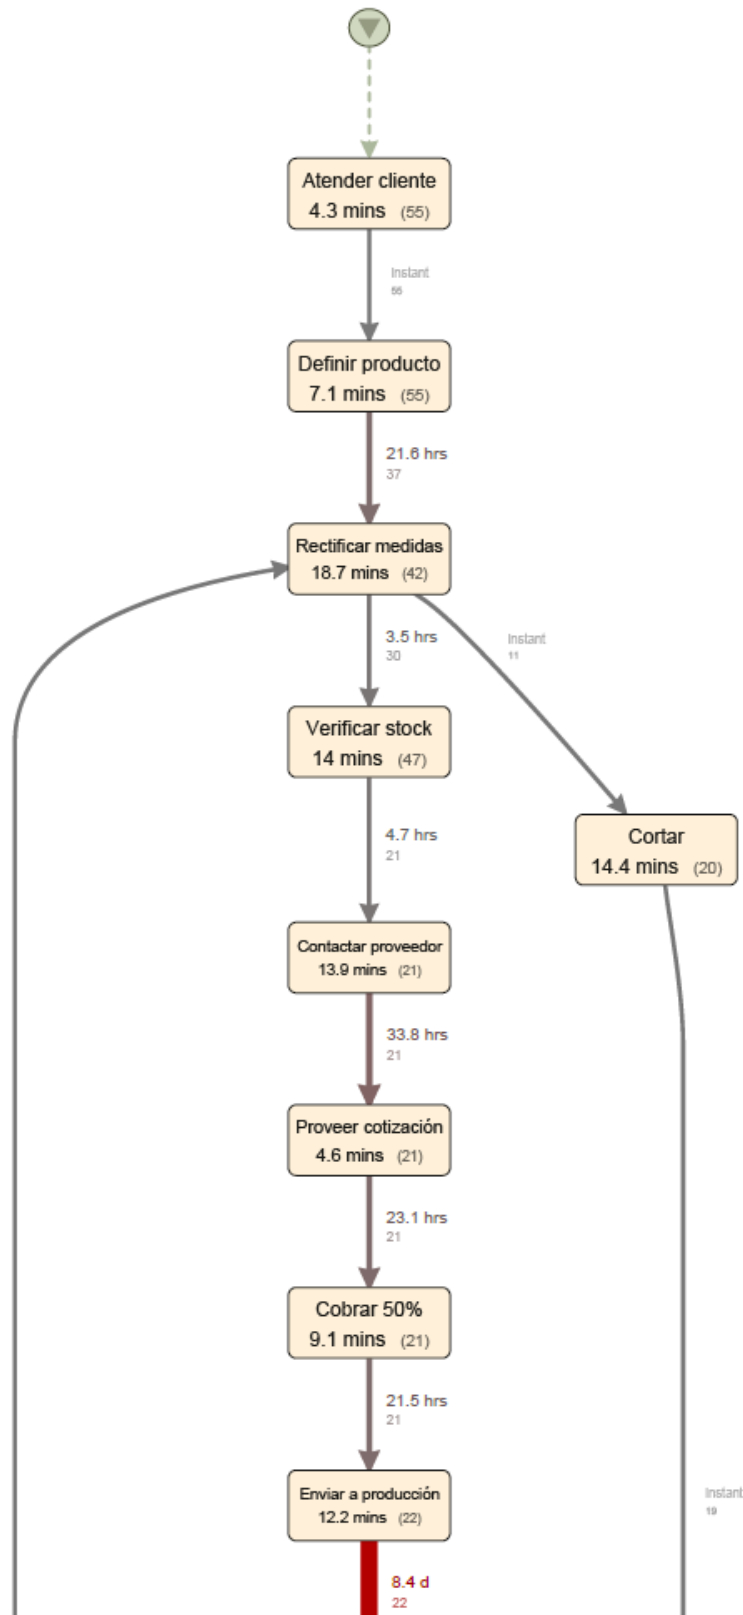 Atender cliente
4.3 mins (55)
Instant
55
Definir producto
7.1 mins (55)
21.6 hrs
37
Rectificar medidas
18.7 mins (42)
3.5 hrs
30
Instant
11
Verificar stock
14 mins (47)
Cortar
14.4 mins (20)
4.7 hrs
21
Contactar proveedor
13.9 mins (21)
33.8 hrs
21
Proveer cotización
4.6 mins (21)
23.1 hrs
21
Cobrar 50%
9.1 mins (21)
21.5 hrs
21
Enviar a producción
12.2 mins (22)
Instant
19
8.4 d
22